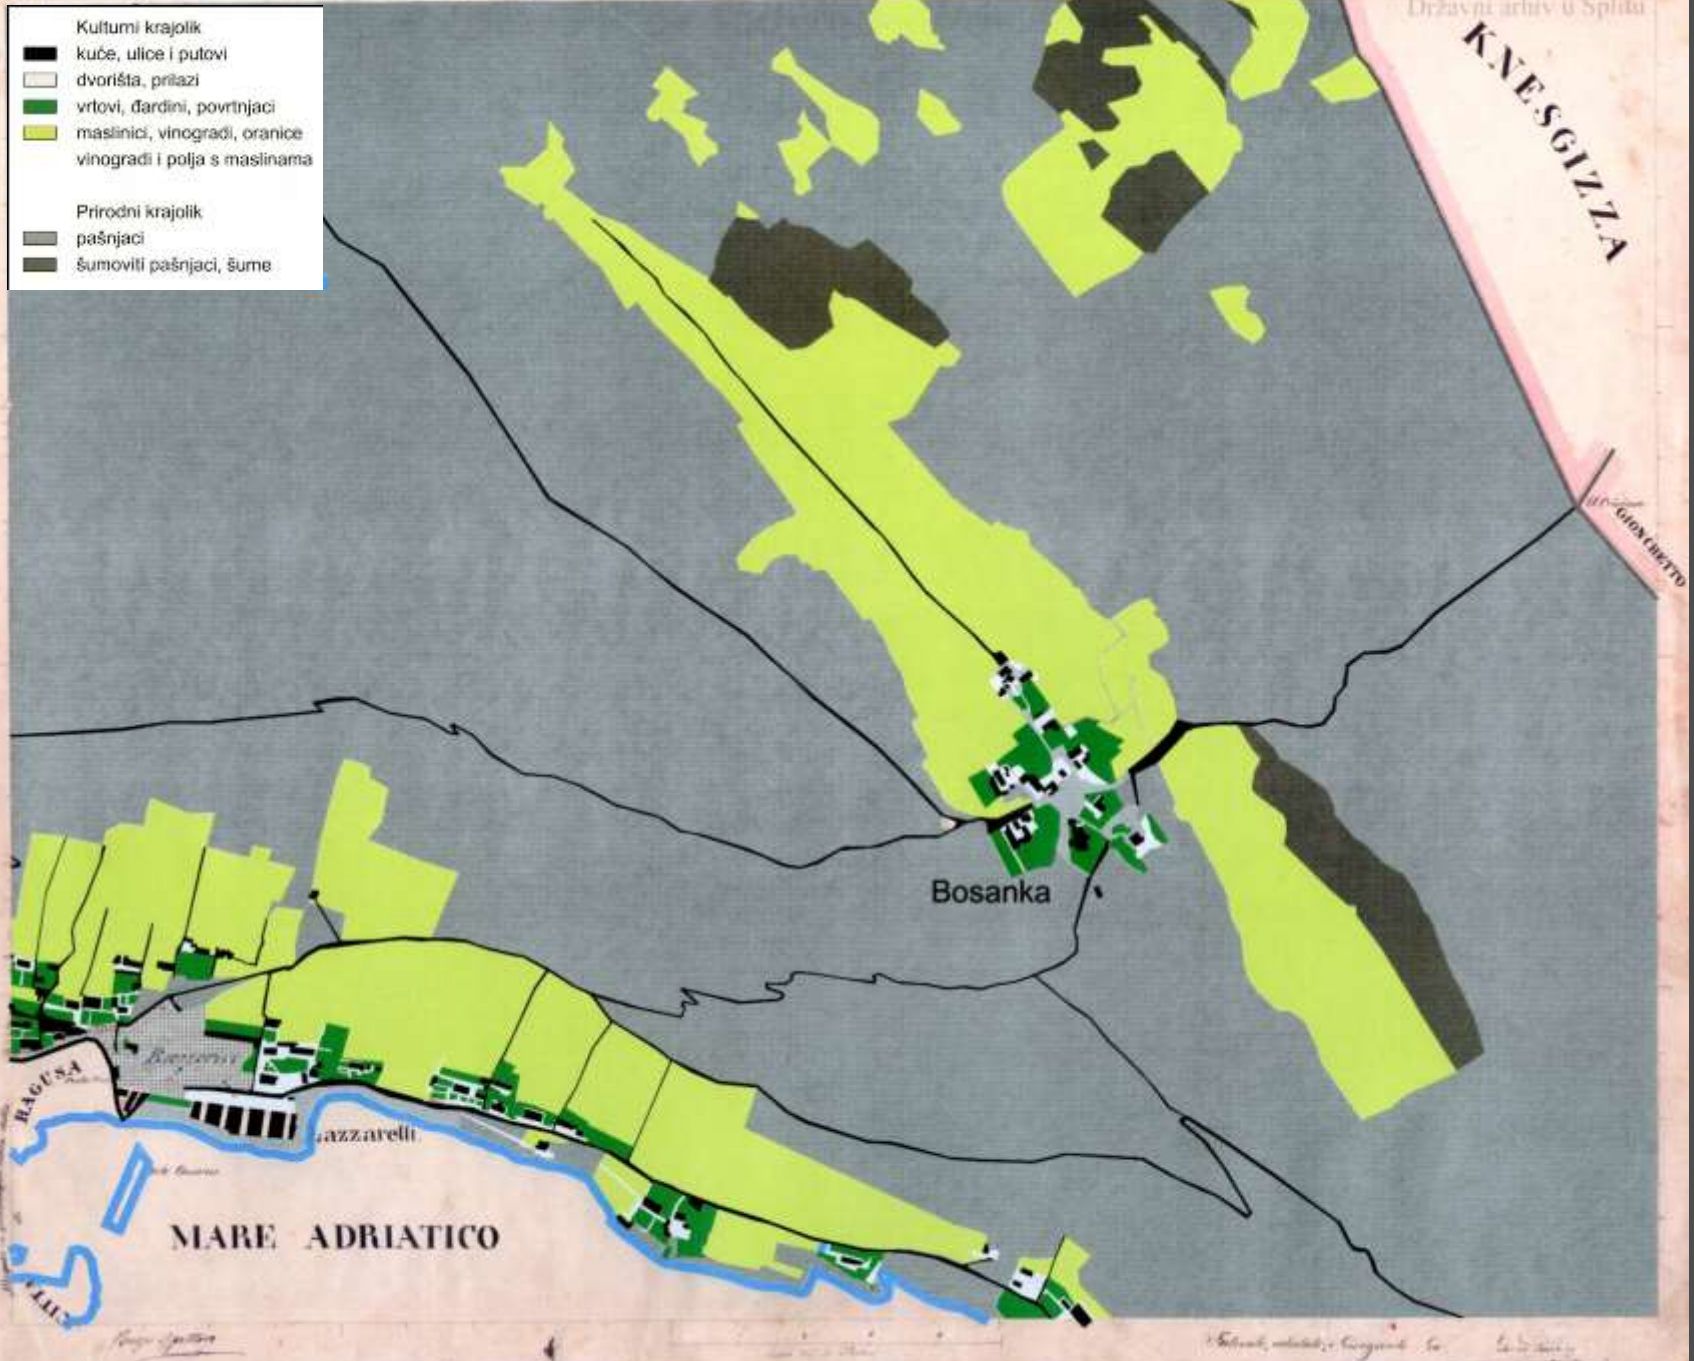 Kulturni krajolik
kuće, ulice i putovi
dvorišta, prilazi
vrtovi, đardini, povrtnjaci
maslinici, vinogradi, oranice
vinogradi i polja s maslinama
Prirodni krajolik
pašnjaci
šumoviti pašnjaci, šume
Državni arhiv u Splitu
KNESGIZZA
GIONCHETTO
Bosanka
RAGUSA
Lazzaretti
MARE ADRIATICO
CITTA